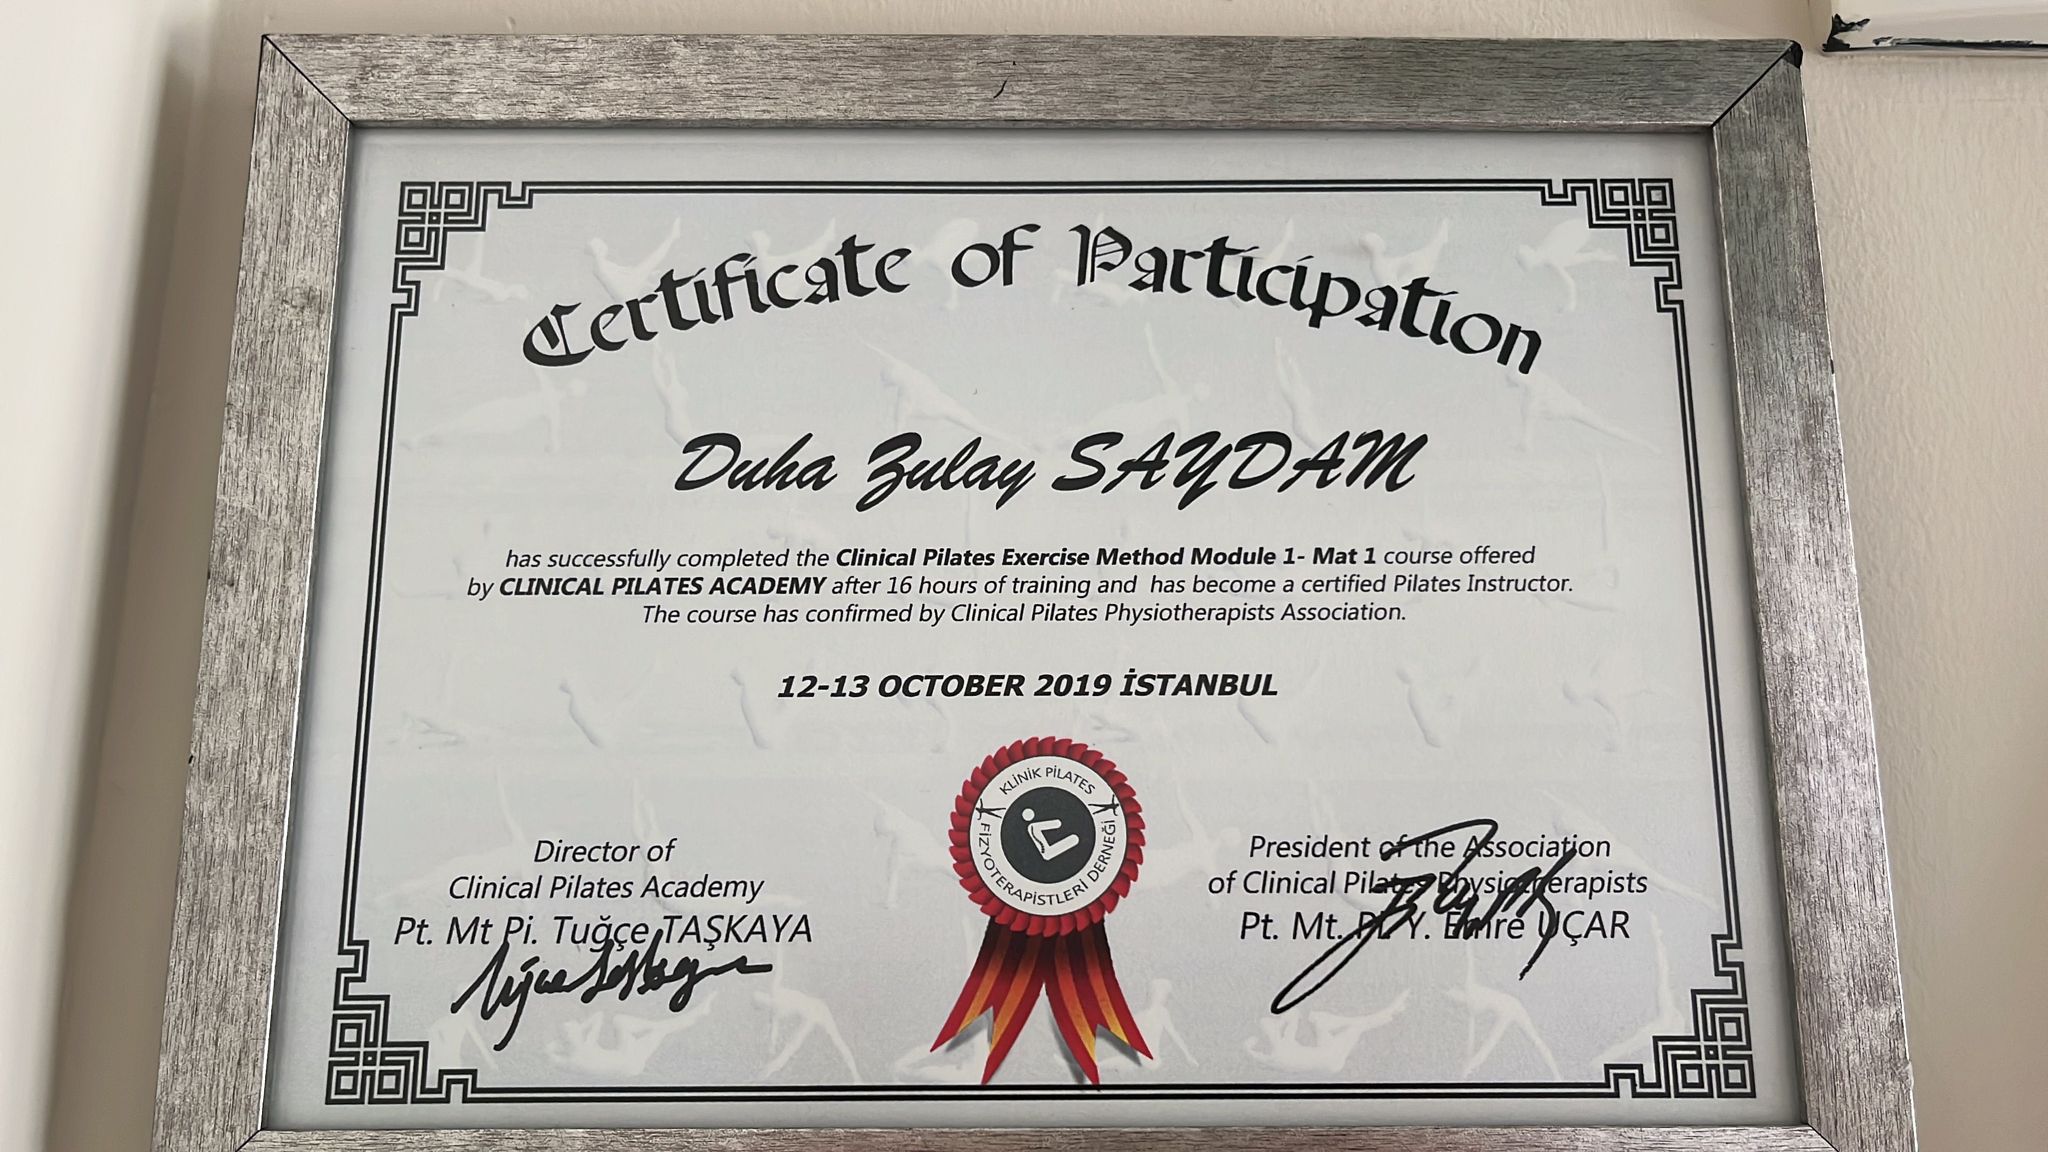 Certificate of Participation
Duha Zulay SAYDAM
has successfully completed the Clinical Pilates Exercise Method Module 1- Mat 1 course offered
by CLINICAL PILATES ACADEMY after 16 hours of training and has become a certified Pilates Instructor.
The course has confirmed by Clinical Pilates Physiotherapists Association.
12-13 OCTOBER 2019 İSTANBUL
KLİNİK PİLATES
FİZYOTERAPİSTLERİ DERNEĞİ
Director of
Clinical Pilates Academy
Pt. Mt Pi. Tuğçe TAŞKAYA
President of the Association
of Clinical Pilates Physiotherapists
Pt. Mt. Pi. Y. Emre UÇAR